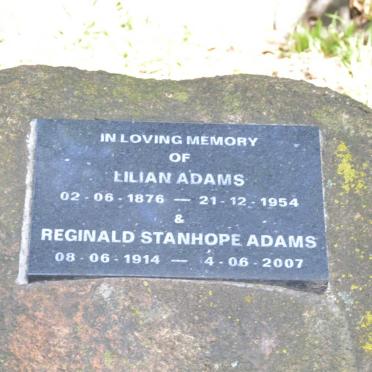 IN LOVING MEMORY
OF
LILIAN ADAMS
02 - 06 - 1876 — 21 - 12 - 1954
&
REGINALD STANHOPE ADAMS
08 - 06 - 1914 — 4 - 06 - 2007